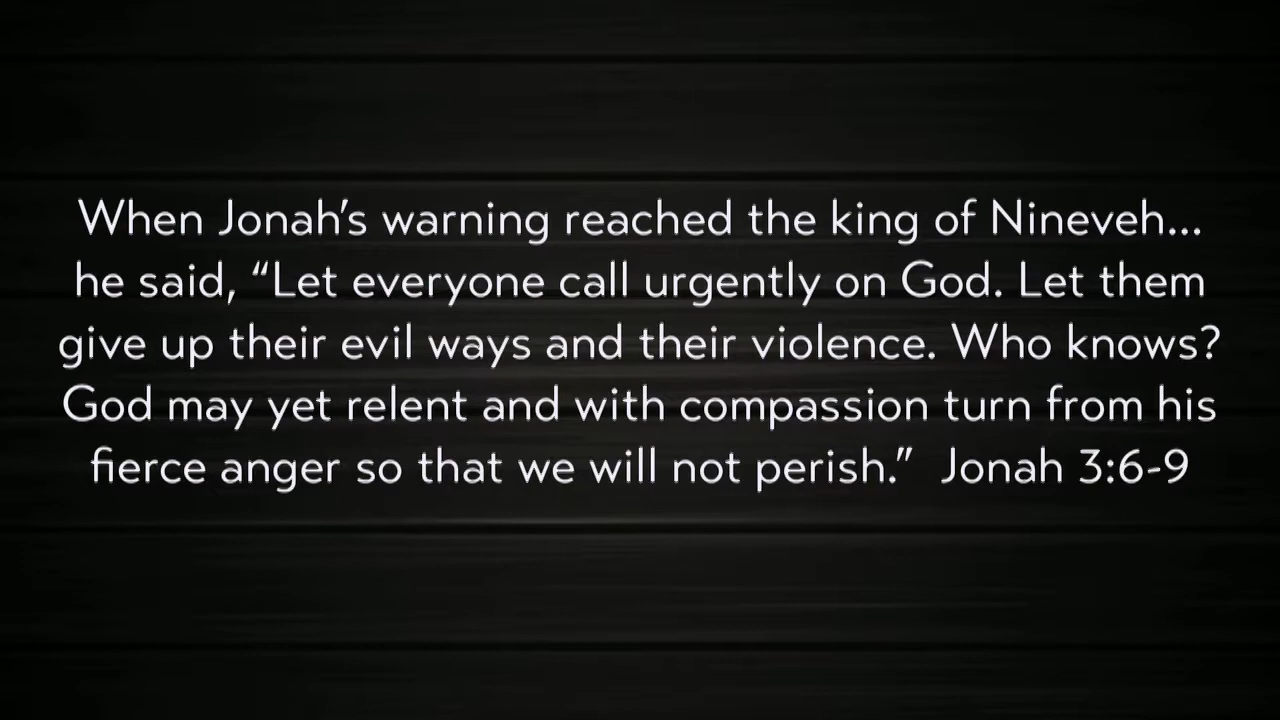 When Jonah’s warning reached the king of Nineveh...
he said, “Let everyone call urgently on God. Let them
give up their evil ways and their violence. Who knows?
God may yet relent and with compassion turn from his
fierce anger so that we will not perish.”  Jonah 3:6-9